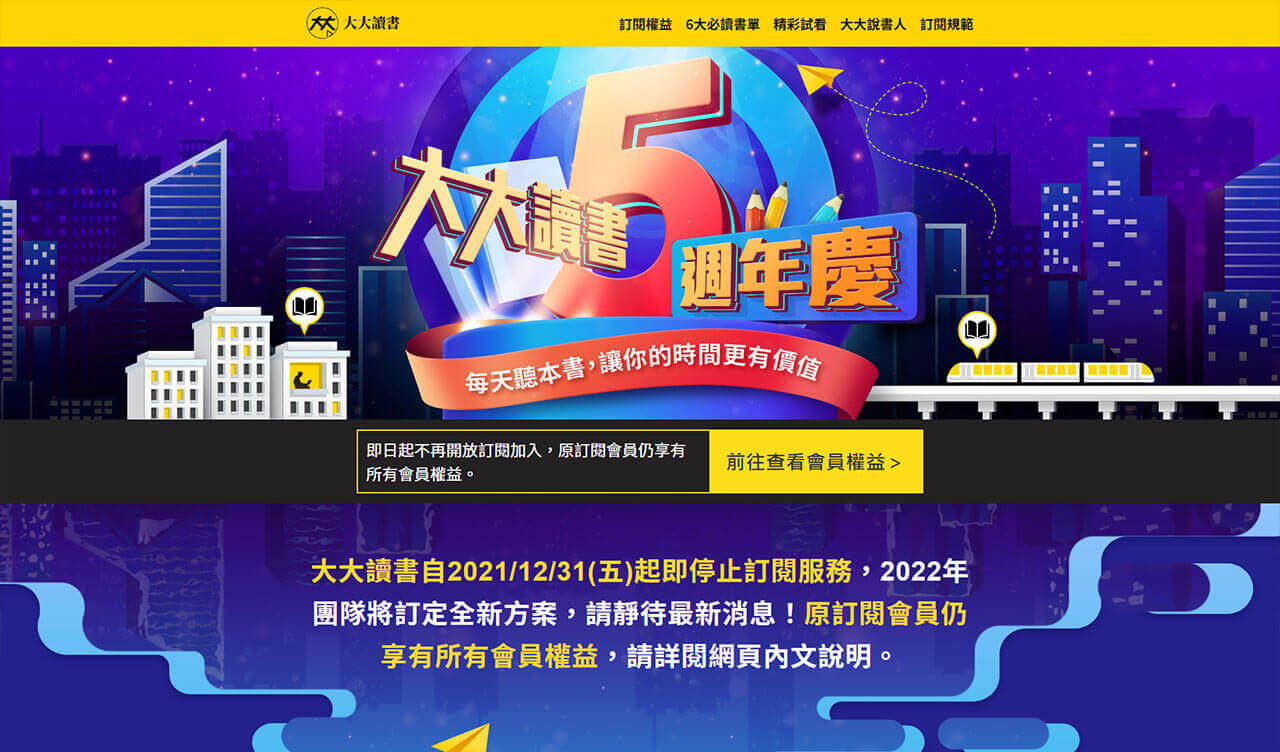 大大讀書
訂閱權益 6大必讀書單 精彩試看 大大說書人 訂閱規範
5
大大讀書
週年慶
每天聽本書,讓你的時間更有價值
即日起不再開放訂閱加入,原訂閱會員仍享有
所有會員權益。
前往查看會員權益 >
大大讀書自2021/12/31(五)起即停止訂閱服務,2022年
團隊將訂定全新方案,請靜待最新消息!原訂閱會員仍
享有所有會員權益,請詳閱網頁內文說明。